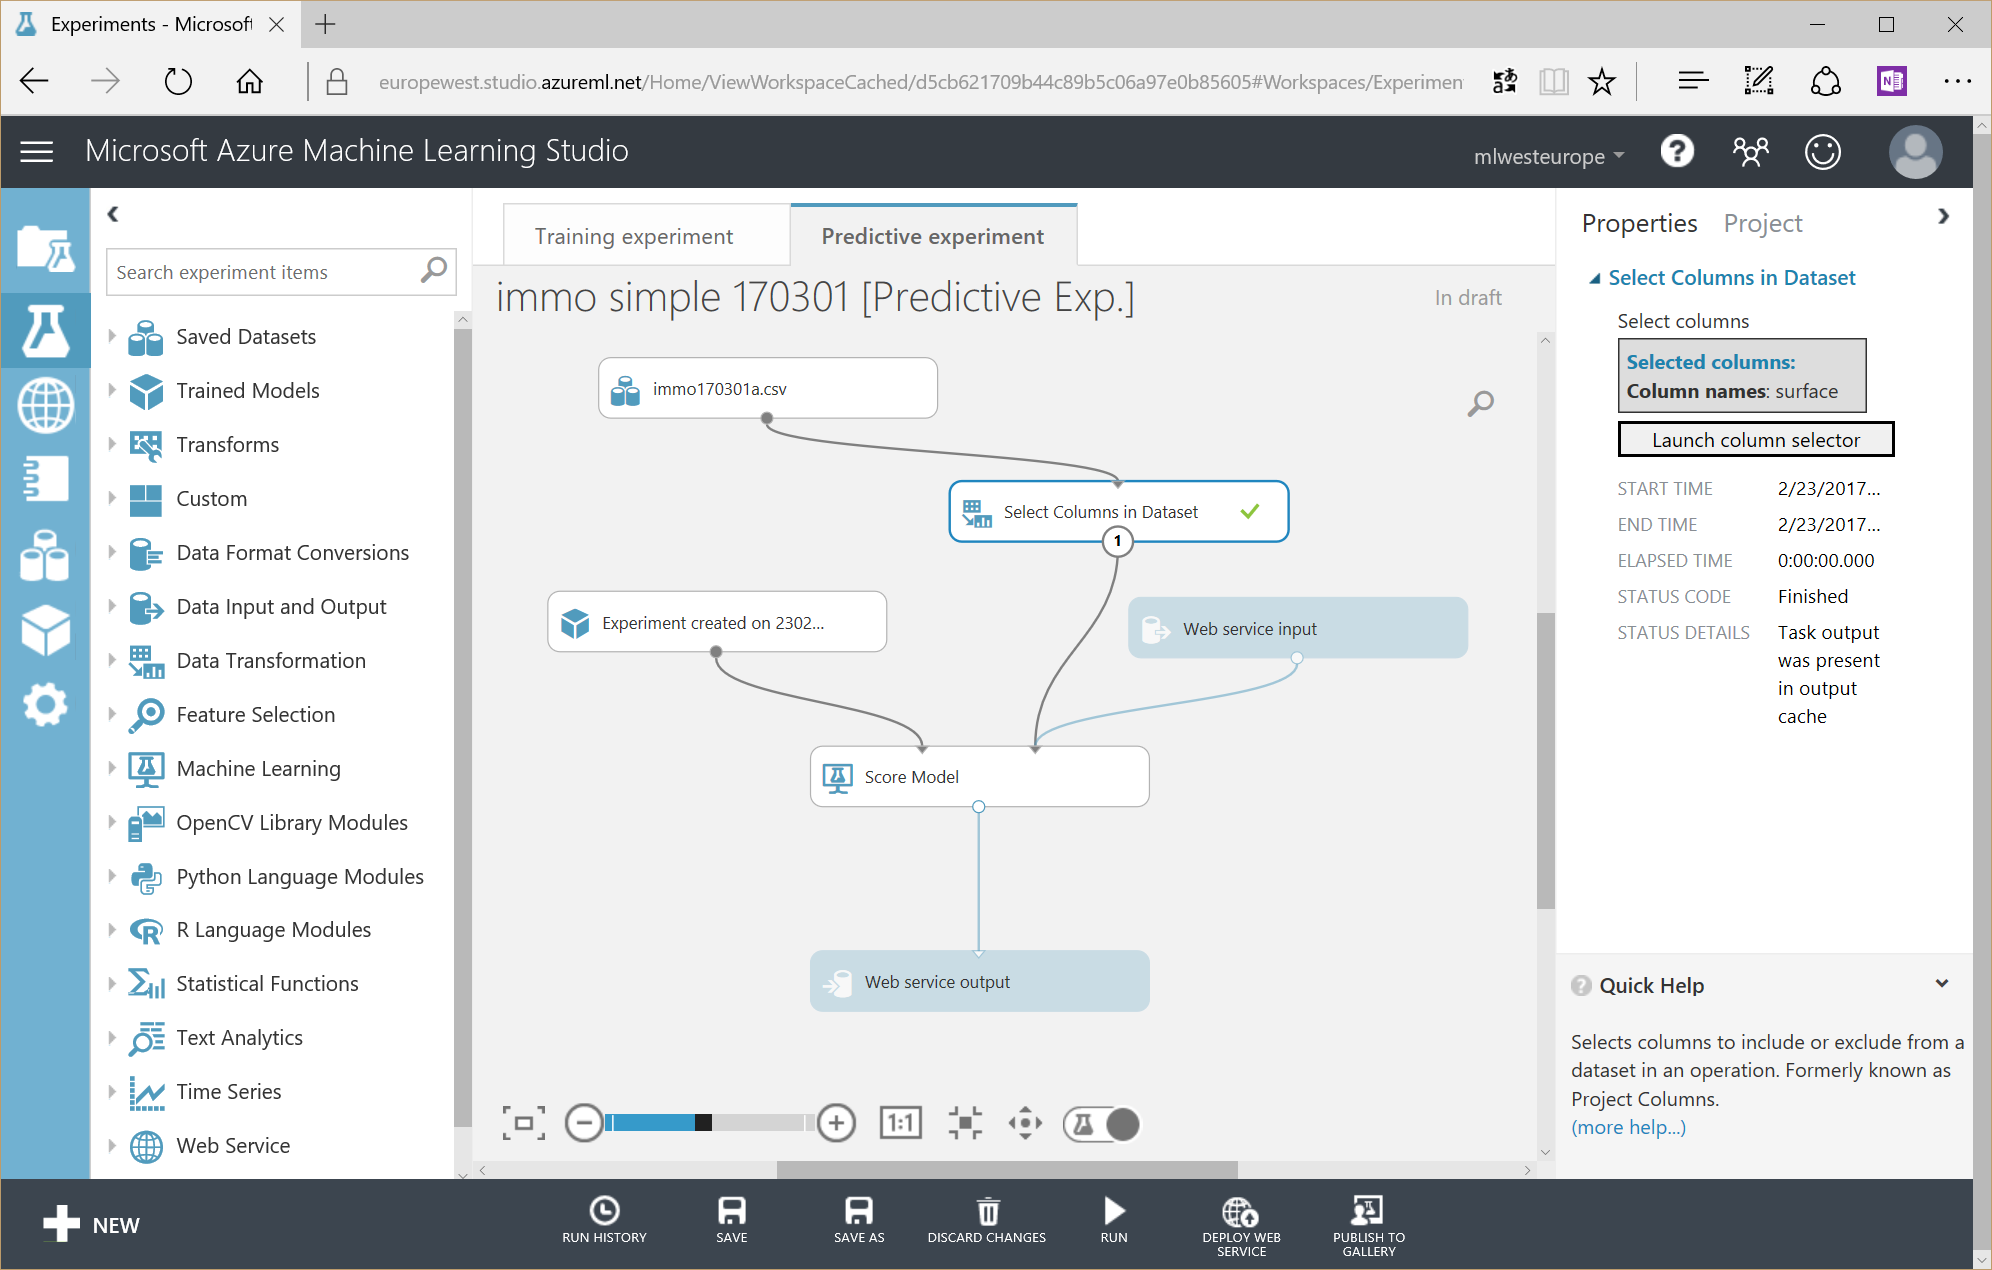 Experiments - Microsoft
europewest.studio.azureml.net/Home/ViewWorkspaceCached/d5cb621709b44c89b5c06a97e0b85605#Workspaces/Experimen
Microsoft Azure Machine Learning Studio
mlwesteurope
Search experiment items
Saved Datasets
Trained Models
Transforms
Custom
Data Format Conversions
Data Input and Output
Data Transformation
Feature Selection
Machine Learning
OpenCV Library Modules
Python Language Modules
R Language Modules
Statistical Functions
Text Analytics
Time Series
Web Service
Training experiment
Predictive experiment
immo simple 170301 [Predictive Exp.]
In draft
immo170301a.csv
Select Columns in Dataset
1
Experiment created on 2302...
Web service input
Score Model
Web service output
1:1
Properties
Project
Select Columns in Dataset
Select columns
Selected columns:
Column names: surface
Launch column selector
START TIME 2/23/2017...
END TIME 2/23/2017...
ELAPSED TIME 0:00:00.000
STATUS CODE Finished
STATUS DETAILS Task output
was present
in output
cache
Quick Help
Selects columns to include or exclude from a
dataset in an operation. Formerly known as
Project Columns.
(more help...)
NEW
RUN HISTORY
SAVE
SAVE AS
DISCARD CHANGES
RUN
DEPLOY WEB
SERVICE
PUBLISH TO
GALLERY